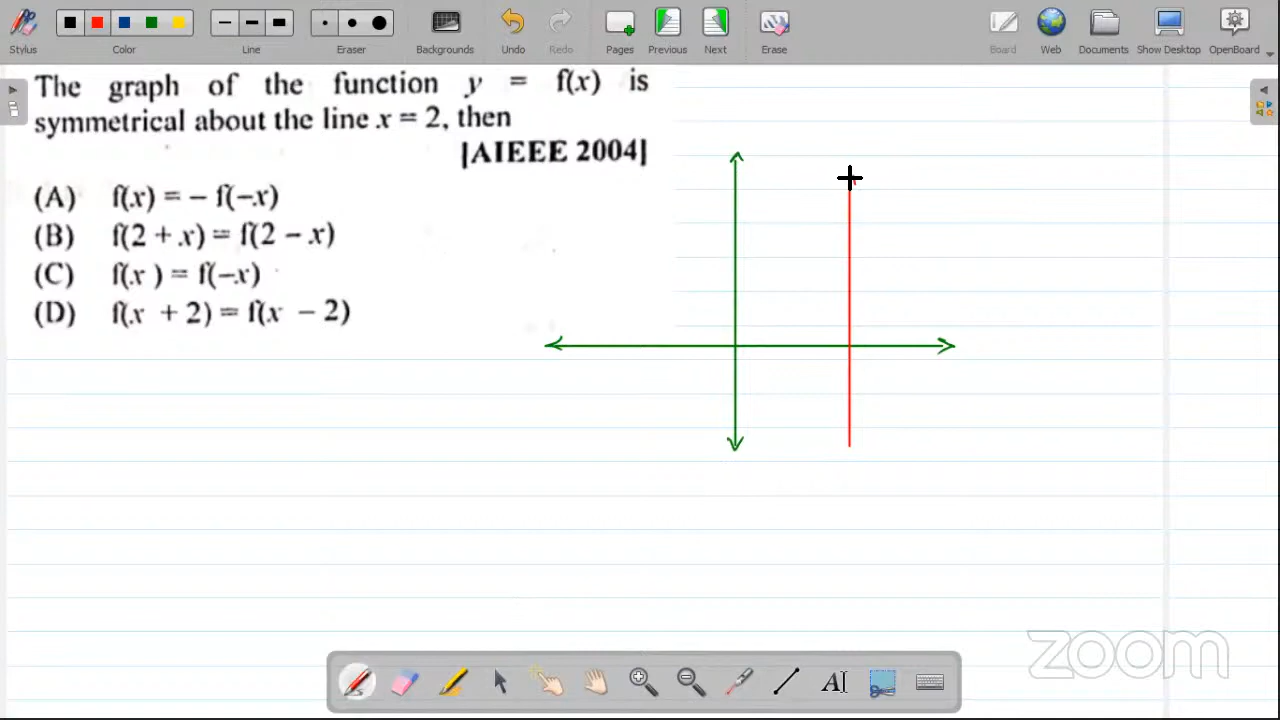 Stylus Color Line Eraser Backgrounds Undo Redo Pages Previous Next Erase Board Web Documents Show Desktop OpenBoard
The graph of the function y = f(x) is
symmetrical about the line x = 2, then
[AIEEE 2004]
(A) f(x) = – f(–x)
(B) f(2 + x) = f(2 – x)
(C) f(x ) = f(–x)
(D) f(x + 2) = f(x – 2)
zoom